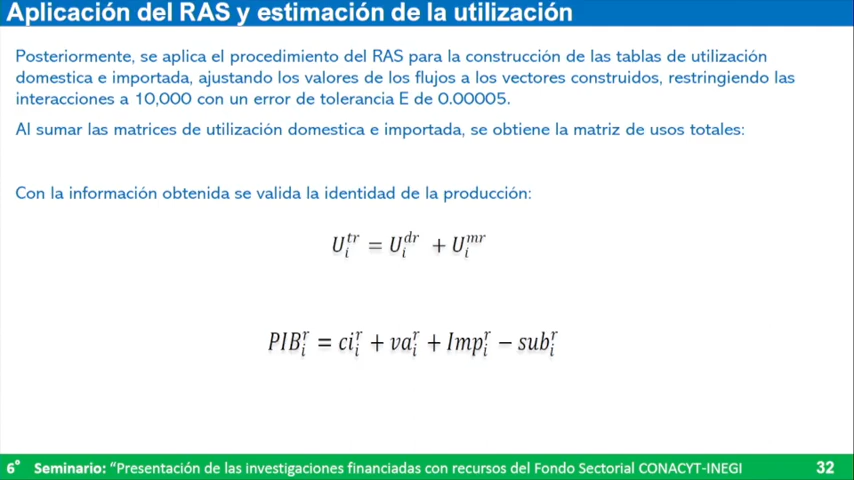 Aplicación del RAS y estimación de la utilización
Posteriormente, se aplica el procedimiento del RAS para la construcción de las tablas de utilización
domestica e importada, ajustando los valores de los flujos a los vectores construidos, restringiendo las
interacciones a 10,000 con un error de tolerancia E de 0.00005.
Al sumar las matrices de utilización domestica e importada, se obtiene la matriz de usos totales:
Con la información obtenida se valida la identidad de la producción:
U_i^{tr} = U_i^{dr} + U_i^{mr}
PIB_i^r = ci_i^r + va_i^r + Imp_i^r − sub_i^r
6° Seminario: “Presentación de las investigaciones financiadas con recursos del Fondo Sectorial CONACYT-INEGI 32